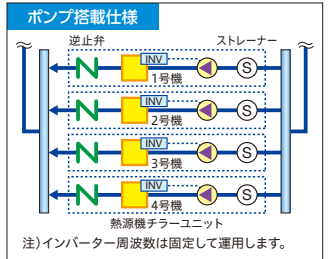 ポンプ搭載仕様
逆止弁 ストレーナー
INV
S
1号機
INV
S
2号機
INV
S
3号機
INV
S
4号機
熱源機チラーユニット
注)インバーター周波数は固定して運用します。